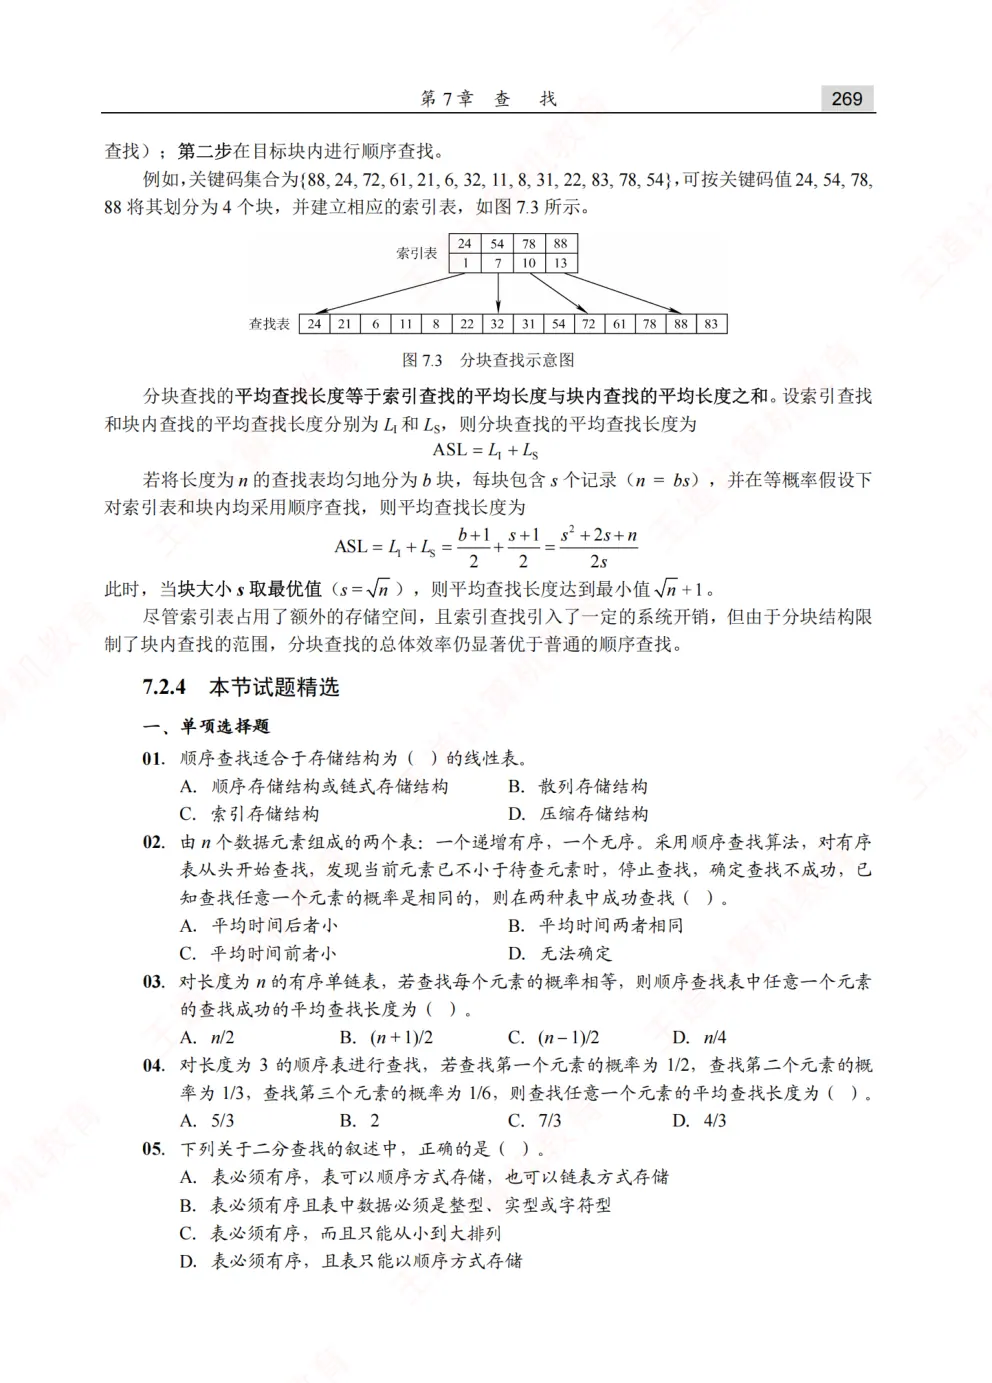 第 7 章 查 找
269
查找）；第二步在目标块内进行顺序查找。
例如，关键码集合为{88, 24, 72, 61, 21, 6, 32, 11, 8, 31, 22, 83, 78, 54}，可按关键码值 24, 54, 78,
88 将其划分为 4 个块，并建立相应的索引表，如图 7.3 所示。
索引表 24 54 78 88
1 7 10 13
查找表 24 21 6 11 8 22 32 31 54 72 61 78 88 83
图 7.3 分块查找示意图
分块查找的平均查找长度等于索引查找的平均长度与块内查找的平均长度之和。设索引查找
和块内查找的平均查找长度分别为 L_I 和 L_S，则分块查找的平均查找长度为
ASL = L_I + L_S
若将长度为 n 的查找表均匀地分为 b 块，每块包含 s 个记录（n = bs），并在等概率假设下
对索引表和块内均采用顺序查找，则平均查找长度为
ASL = L_I + L_S = (b+1)/2 + (s+1)/2 = (s²+2s+n)/(2s)
此时，当块大小 s 取最优值（s = √n），则平均查找长度达到最小值 √n + 1。
尽管索引表占用了额外的存储空间，且索引查找引入了一定的系统开销，但由于分块结构限
制了块内查找的范围，分块查找的总体效率仍显著优于普通的顺序查找。
7.2.4 本节试题精选
一、单项选择题
01. 顺序查找适合于存储结构为（ ）的线性表。
A. 顺序存储结构或链式存储结构 B. 散列存储结构
C. 索引存储结构 D. 压缩存储结构
02. 由 n 个数据元素组成的两个表：一个递增有序，一个无序。采用顺序查找算法，对有序
表从头开始查找，发现当前元素已不小于待查元素时，停止查找，确定查找不成功，已
知查找任意一个元素的概率是相同的，则在两种表中成功查找（ ）。
A. 平均时间后者小 B. 平均时间两者相同
C. 平均时间前者小 D. 无法确定
03. 对长度为 n 的有序单链表，若查找每个元素的概率相等，则顺序查找表中任意一个元素
的查找成功的平均查找长度为（ ）。
A. n/2 B. (n + 1)/2 C. (n − 1)/2 D. n/4
04. 对长度为 3 的顺序表进行查找，若查找第一个元素的概率为 1/2，查找第二个元素的概
率为 1/3，查找第三个元素的概率为 1/6，则查找任意一个元素的平均查找长度为（ ）。
A. 5/3 B. 2 C. 7/3 D. 4/3
05. 下列关于二分查找的叙述中，正确的是（ ）。
A. 表必须有序，表可以顺序方式存储，也可以链表方式存储
B. 表必须有序且表中数据必须是整型、实型或字符型
C. 表必须有序，而且只能从小到大排列
D. 表必须有序，且表只能以顺序方式存储